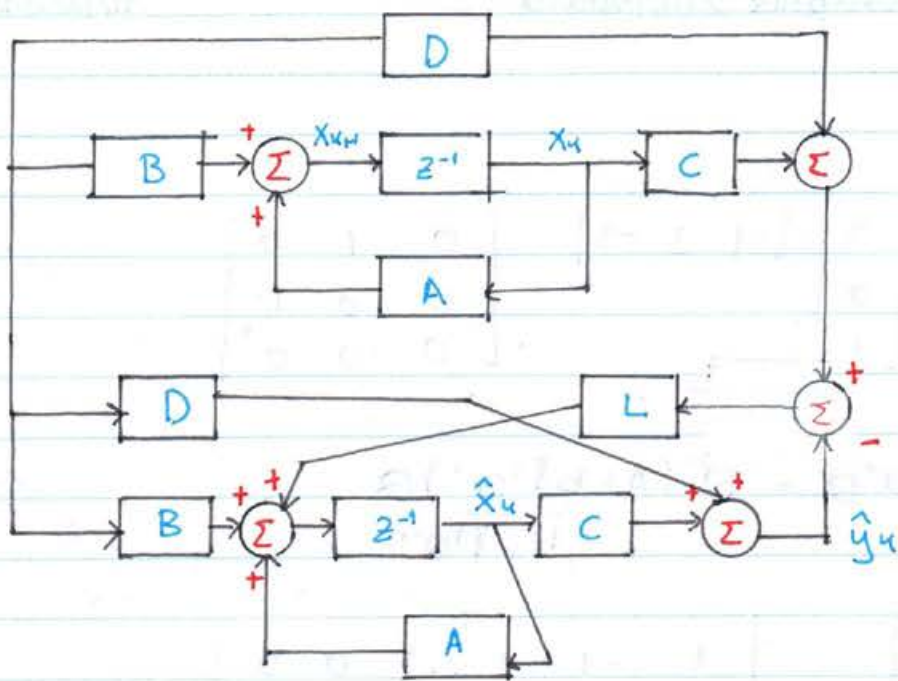 D
B + Σ x_{k+1} z⁻¹ x_k C Σ
+
A
+
D L Σ
-
+ +
B + Σ z⁻¹ x̂_k C + Σ ŷ_k
+
A